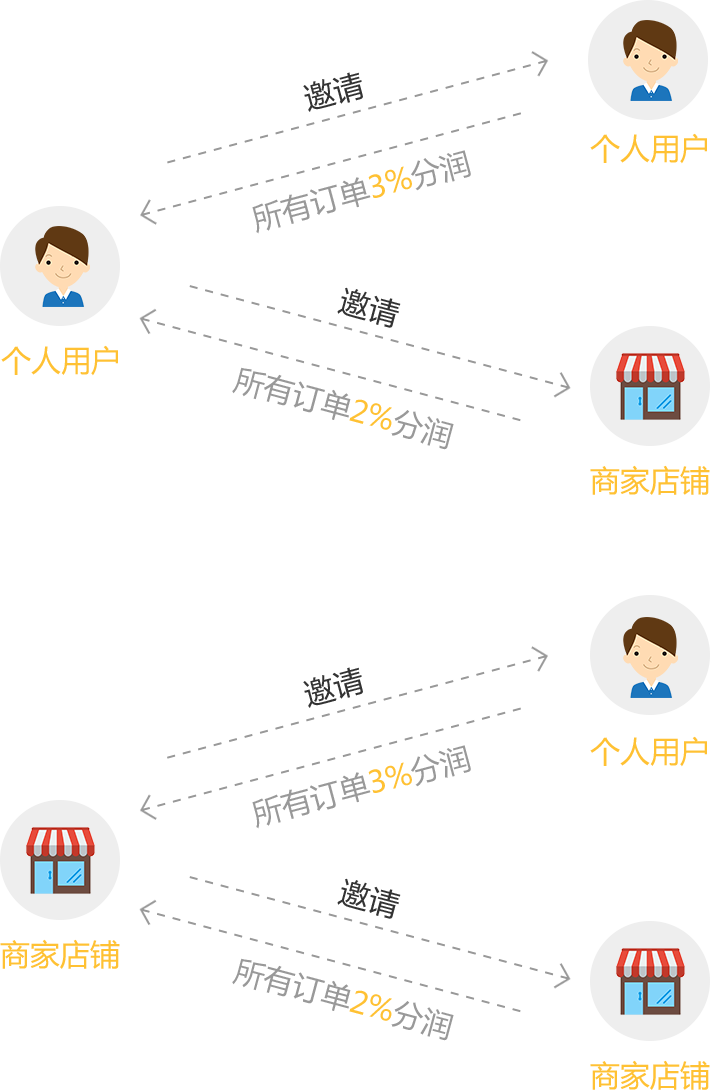 邀请
个人用户
所有订单3%分润
邀请
个人用户
所有订单2%分润
商家店铺
邀请
个人用户
所有订单3%分润
邀请
商家店铺
所有订单2%分润
商家店铺